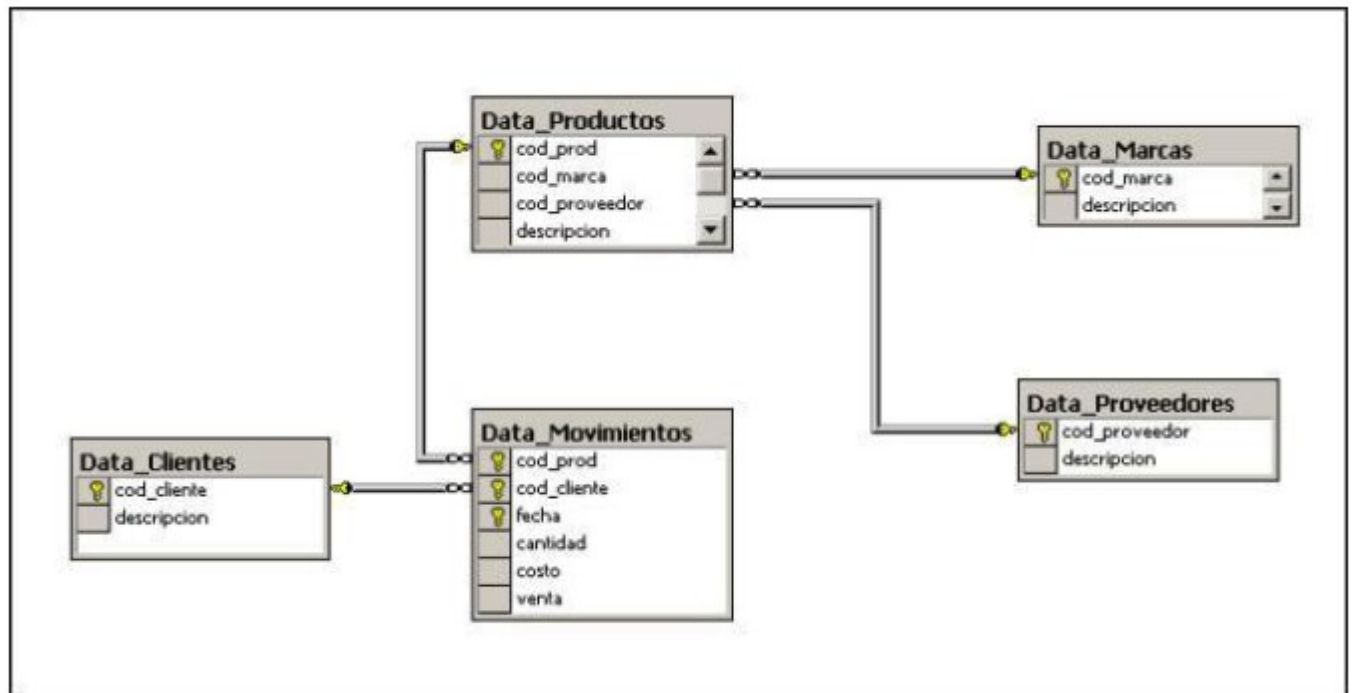 Data_Productos
cod_prod
cod_marca
cod_proveedor
descripcion
Data_Marcas
cod_marca
descripcion
Data_Proveedores
cod_proveedor
descripcion
Data_Clientes
cod_cliente
descripcion
Data_Movimientos
cod_prod
cod_cliente
fecha
cantidad
costo
venta